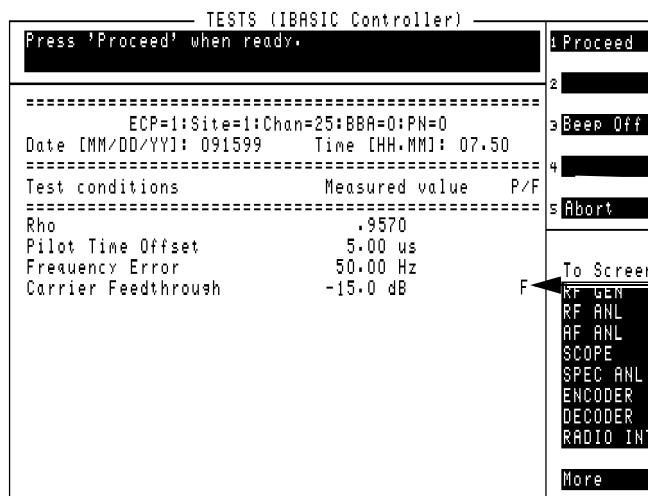 TESTS (IBASIC Controller)
Press 'Proceed' when ready.
1 Proceed
2
3 Beep Off
4
5 Abort
===================================================
ECP=1:Site=1:Chan=25:BBA=0:PN=0
Date [MM/DD/YY]: 091599 Time [HH.MM]: 07.50
===================================================
Test conditions Measured value P/F
===================================================
Rho .9570
Pilot Time Offset 5.00 us
Frequency Error 50.00 Hz
Carrier Feedthrough -15.0 dB F
To Screen
RF GEN
RF ANL
AF ANL
SCOPE
SPEC ANL
ENCODER
DECODER
RADIO INT
More